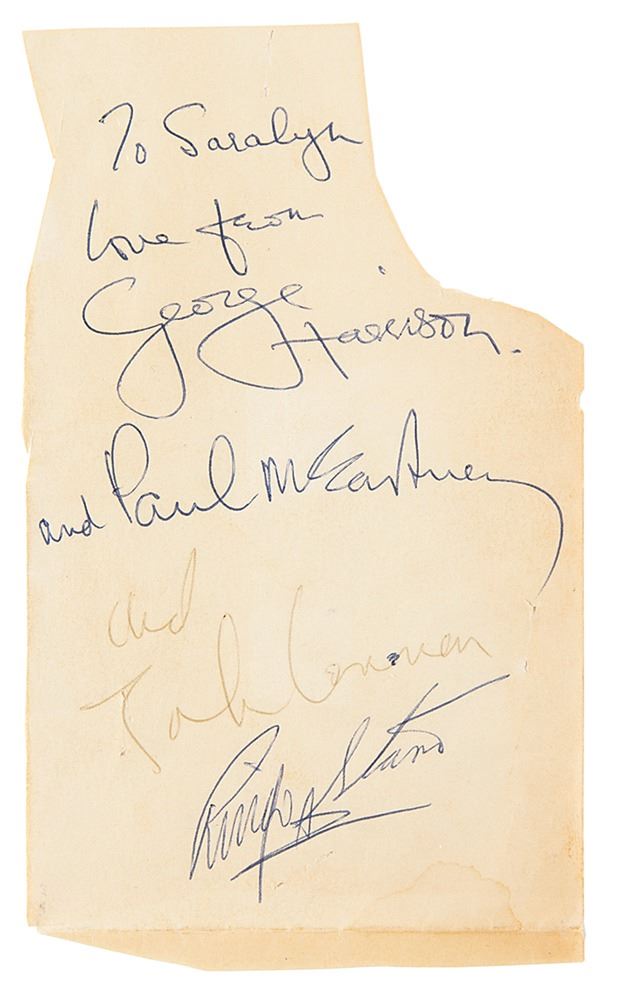 To Saralyn
love from
George Harrison.
and Paul McCartney
and
John Lennon
Ringo Starr